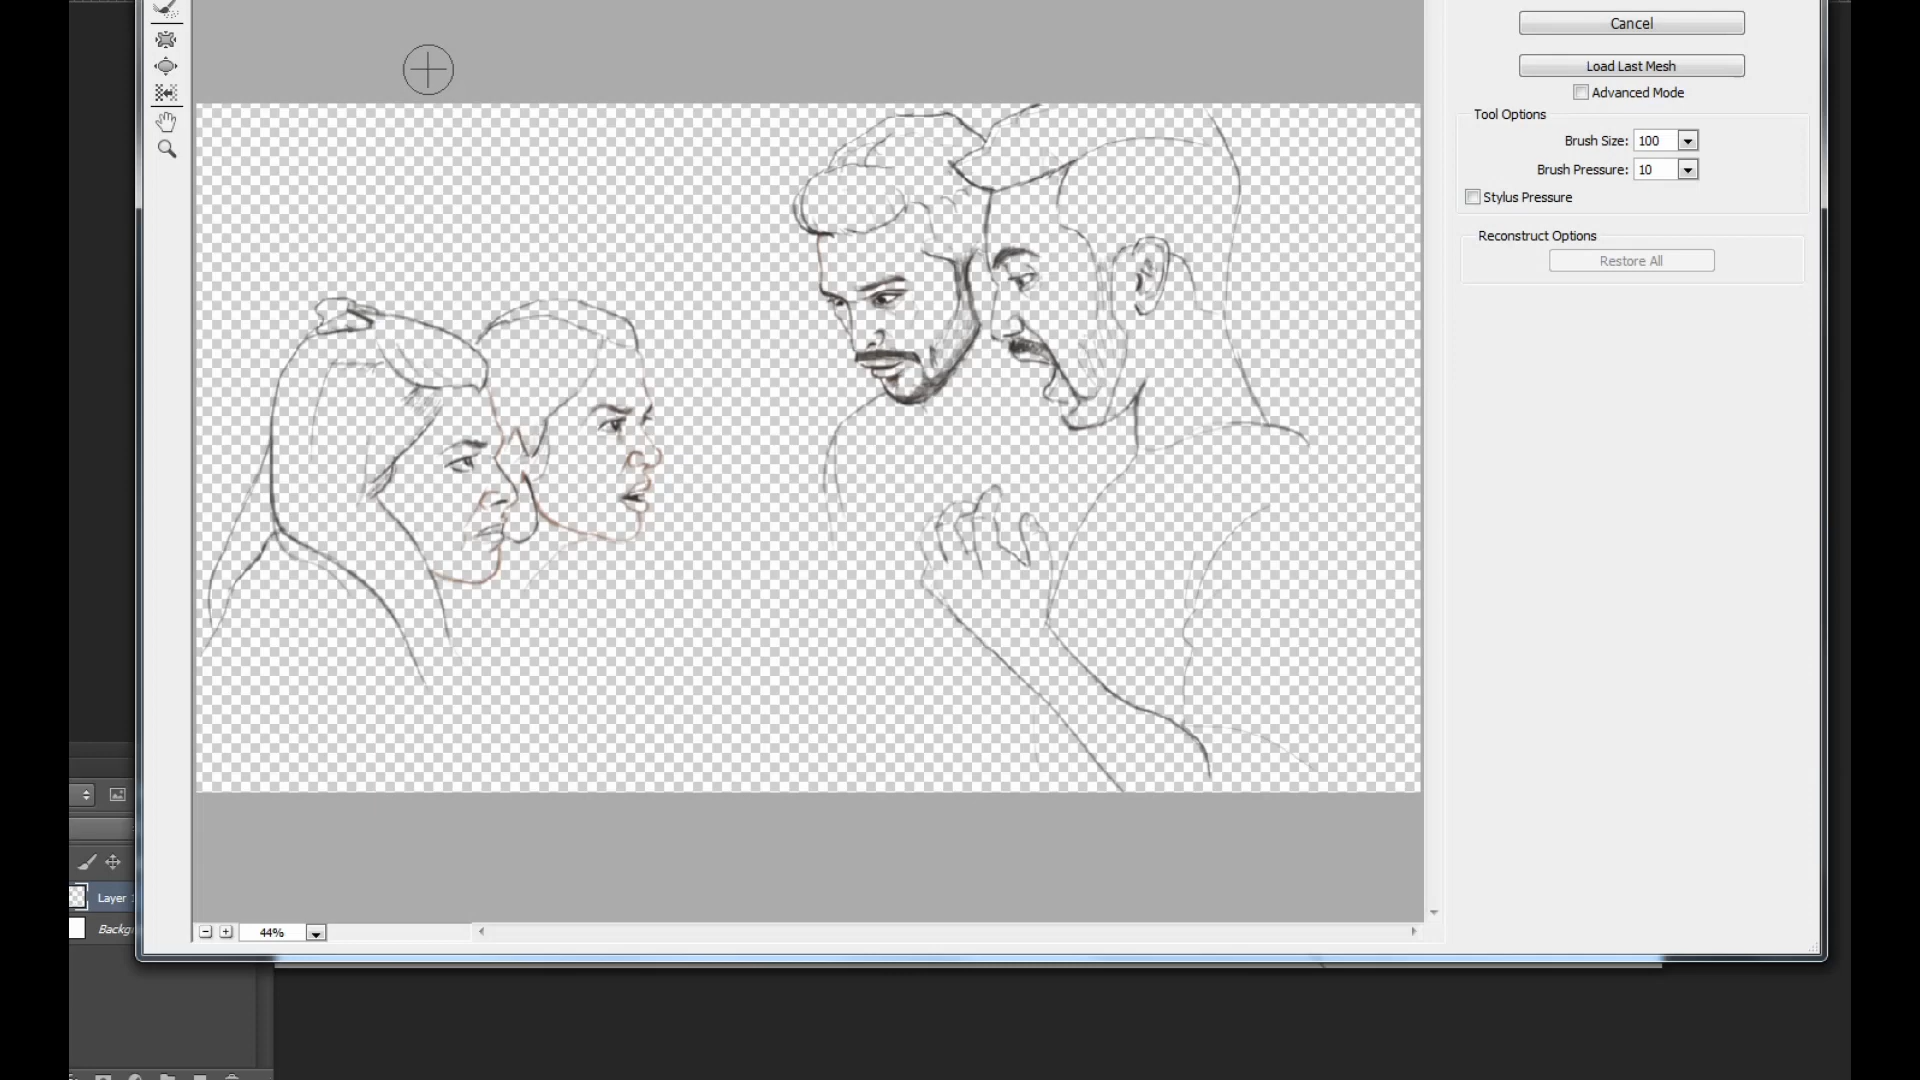 Cancel
Load Last Mesh
Advanced Mode
Tool Options
Brush Size: 100
Brush Pressure: 10
Stylus Pressure
Reconstruct Options
Restore All
Layer
44%